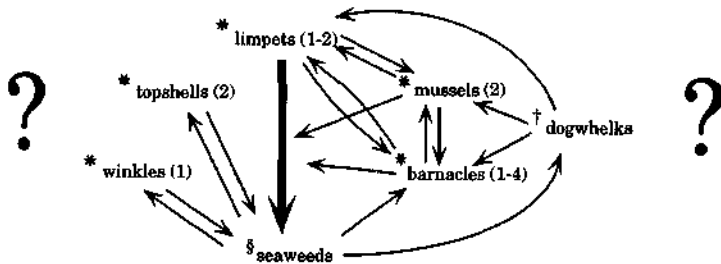 * limpets (1-2)
* mussels (2)
* topshells (2)
† dogwhelks
* barnacles (1-4)
* winkles (1)
§ seaweeds
? ?